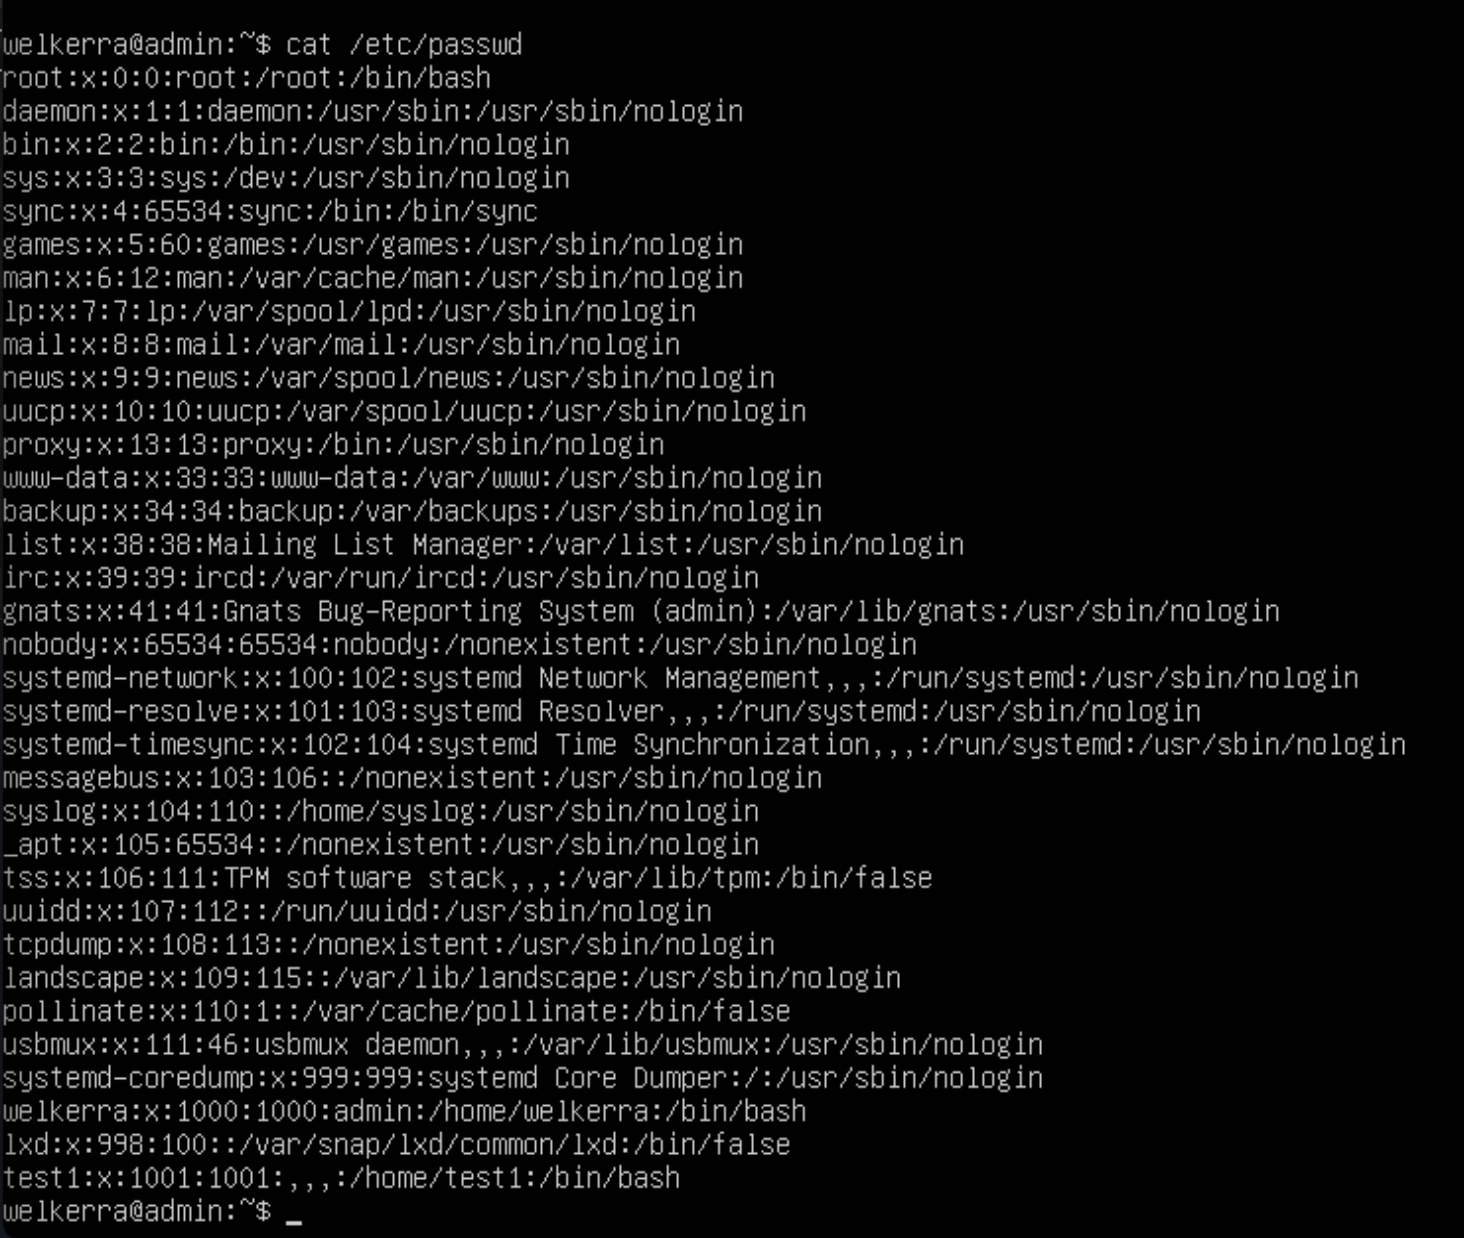 welkerra@admin:~$ cat /etc/passwd
root:x:0:0:root:/root:/bin/bash
daemon:x:1:1:daemon:/usr/sbin:/usr/sbin/nologin
bin:x:2:2:bin:/bin:/usr/sbin/nologin
sys:x:3:3:sys:/dev:/usr/sbin/nologin
sync:x:4:65534:sync:/bin:/bin/sync
games:x:5:60:games:/usr/games:/usr/sbin/nologin
man:x:6:12:man:/var/cache/man:/usr/sbin/nologin
lp:x:7:7:lp:/var/spool/lpd:/usr/sbin/nologin
mail:x:8:8:mail:/var/mail:/usr/sbin/nologin
news:x:9:9:news:/var/spool/news:/usr/sbin/nologin
uucp:x:10:10:uucp:/var/spool/uucp:/usr/sbin/nologin
proxy:x:13:13:proxy:/bin:/usr/sbin/nologin
www-data:x:33:33:www-data:/var/www:/usr/sbin/nologin
backup:x:34:34:backup:/var/backups:/usr/sbin/nologin
list:x:38:38:Mailing List Manager:/var/list:/usr/sbin/nologin
irc:x:39:39:ircd:/var/run/ircd:/usr/sbin/nologin
gnats:x:41:41:Gnats Bug-Reporting System (admin):/var/lib/gnats:/usr/sbin/nologin
nobody:x:65534:65534:nobody:/nonexistent:/usr/sbin/nologin
systemd-network:x:100:102:systemd Network Management,,,:/run/systemd:/usr/sbin/nologin
systemd-resolve:x:101:103:systemd Resolver,,,:/run/systemd:/usr/sbin/nologin
systemd-timesync:x:102:104:systemd Time Synchronization,,,:/run/systemd:/usr/sbin/nologin
messagebus:x:103:106::/nonexistent:/usr/sbin/nologin
syslog:x:104:110::/home/syslog:/usr/sbin/nologin
_apt:x:105:65534::/nonexistent:/usr/sbin/nologin
tss:x:106:111:TPM software stack,,,:/var/lib/tpm:/bin/false
uuidd:x:107:112::/run/uuidd:/usr/sbin/nologin
tcpdump:x:108:113::/nonexistent:/usr/sbin/nologin
landscape:x:109:115::/var/lib/landscape:/usr/sbin/nologin
pollinate:x:110:1::/var/cache/pollinate:/bin/false
usbmux:x:111:46:usbmux daemon,,,:/var/lib/usbmux:/usr/sbin/nologin
systemd-coredump:x:999:999:systemd Core Dumper:/:/usr/sbin/nologin
welkerra:x:1000:1000:admin:/home/welkerra:/bin/bash
lxd:x:998:100::/var/snap/lxd/common/lxd:/bin/false
test1:x:1001:1001:,,,:/home/test1:/bin/bash
welkerra@admin:~$ _